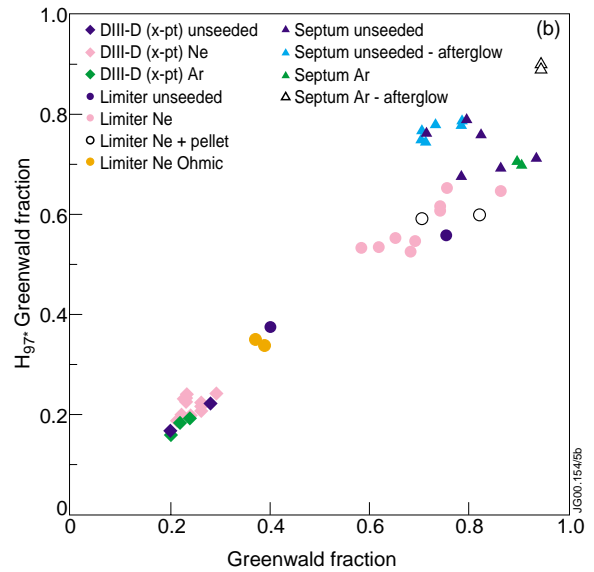 (b)
DIII-D (x-pt) unseeded
DIII-D (x-pt) Ne
DIII-D (x-pt) Ar
Limiter unseeded
Limiter Ne
Limiter Ne + pellet
Limiter Ne Ohmic
Septum unseeded
Septum unseeded - afterglow
Septum Ar
Septum Ar - afterglow
H97* Greenwald fraction
1.0
0.8
0.6
0.4
0.2
0
0 0.2 0.4 0.6 0.8 1.0
Greenwald fraction
JG00.154/5b